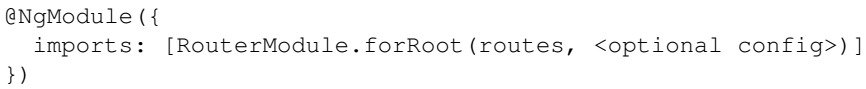 @NgModule({
  imports: [RouterModule.forRoot(routes, <optional config>)]
})